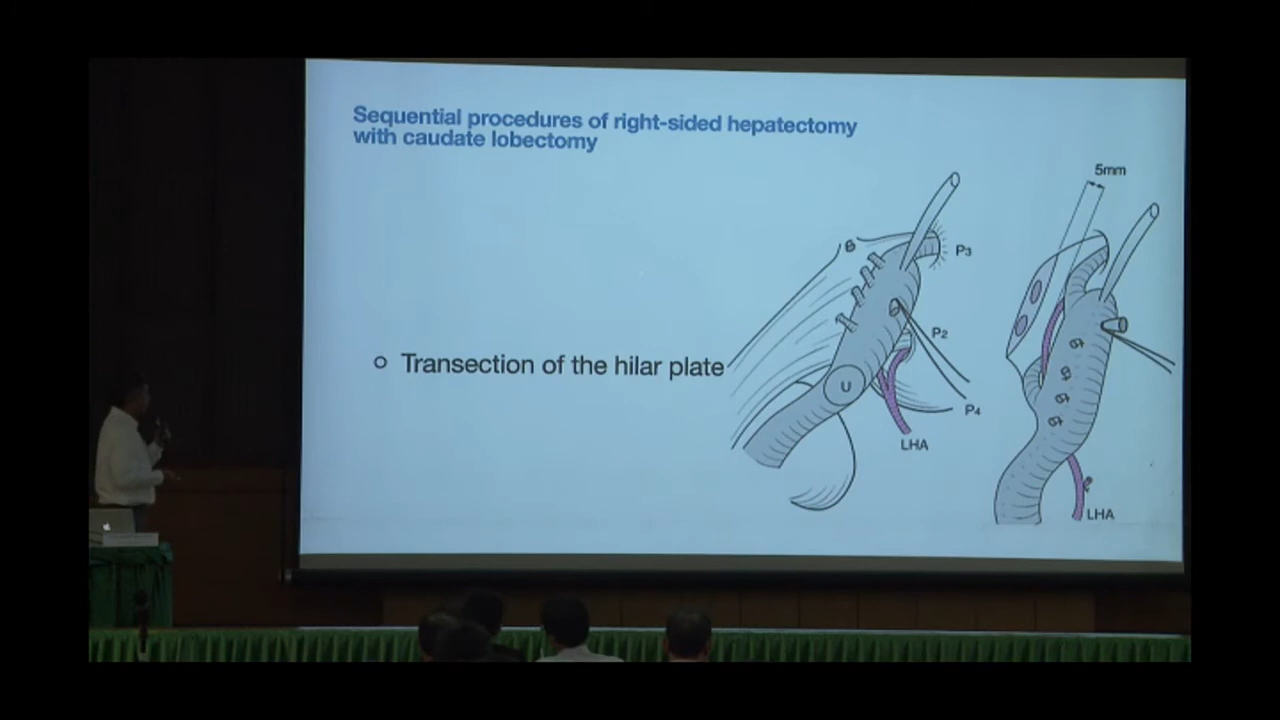 Sequential procedures of right-sided hepatectomy
with caudate lobectomy
5mm
P3
Transection of the hilar plate
P2
U
P4
LHA
LHA